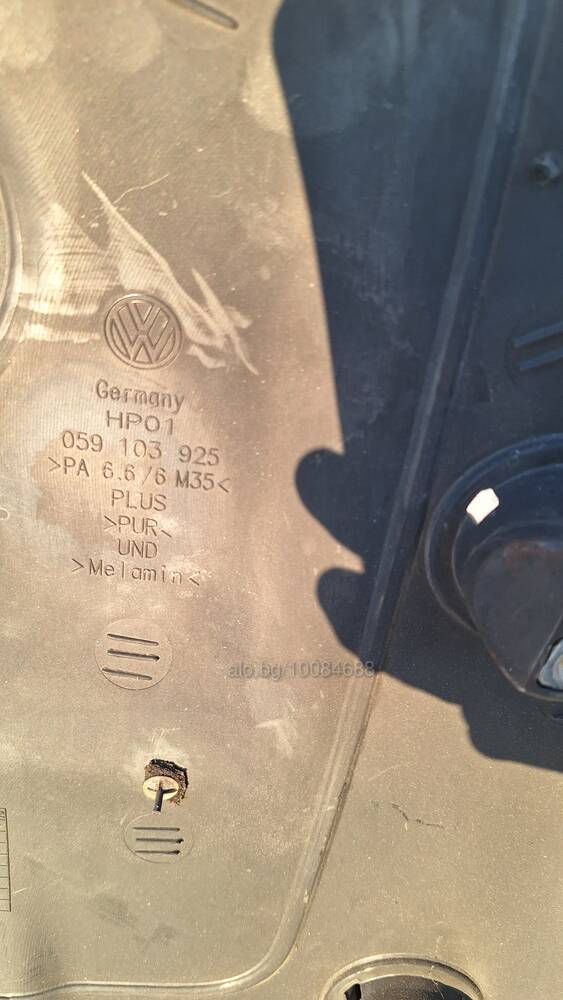 Germany
HP01
059 103 925
>PA 6.6/6 M35<
PLUS
>PUR<
UND
>Melamin<
alo.bg/10084688